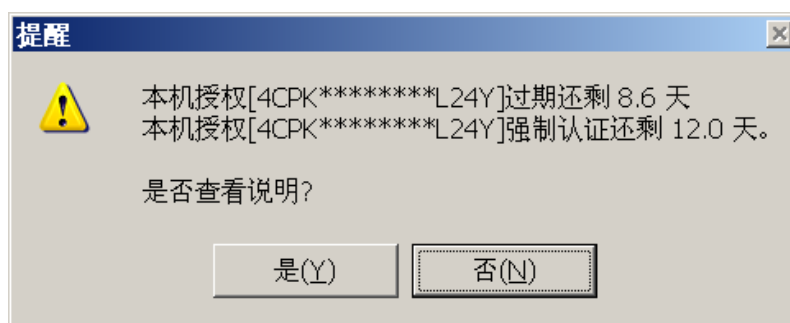 提醒
本机授权[4CPK********L24Y]过期还剩 8.6 天
本机授权[4CPK********L24Y]强制认证还剩 12.0 天。
是否查看说明?
是(Y) 否(N)